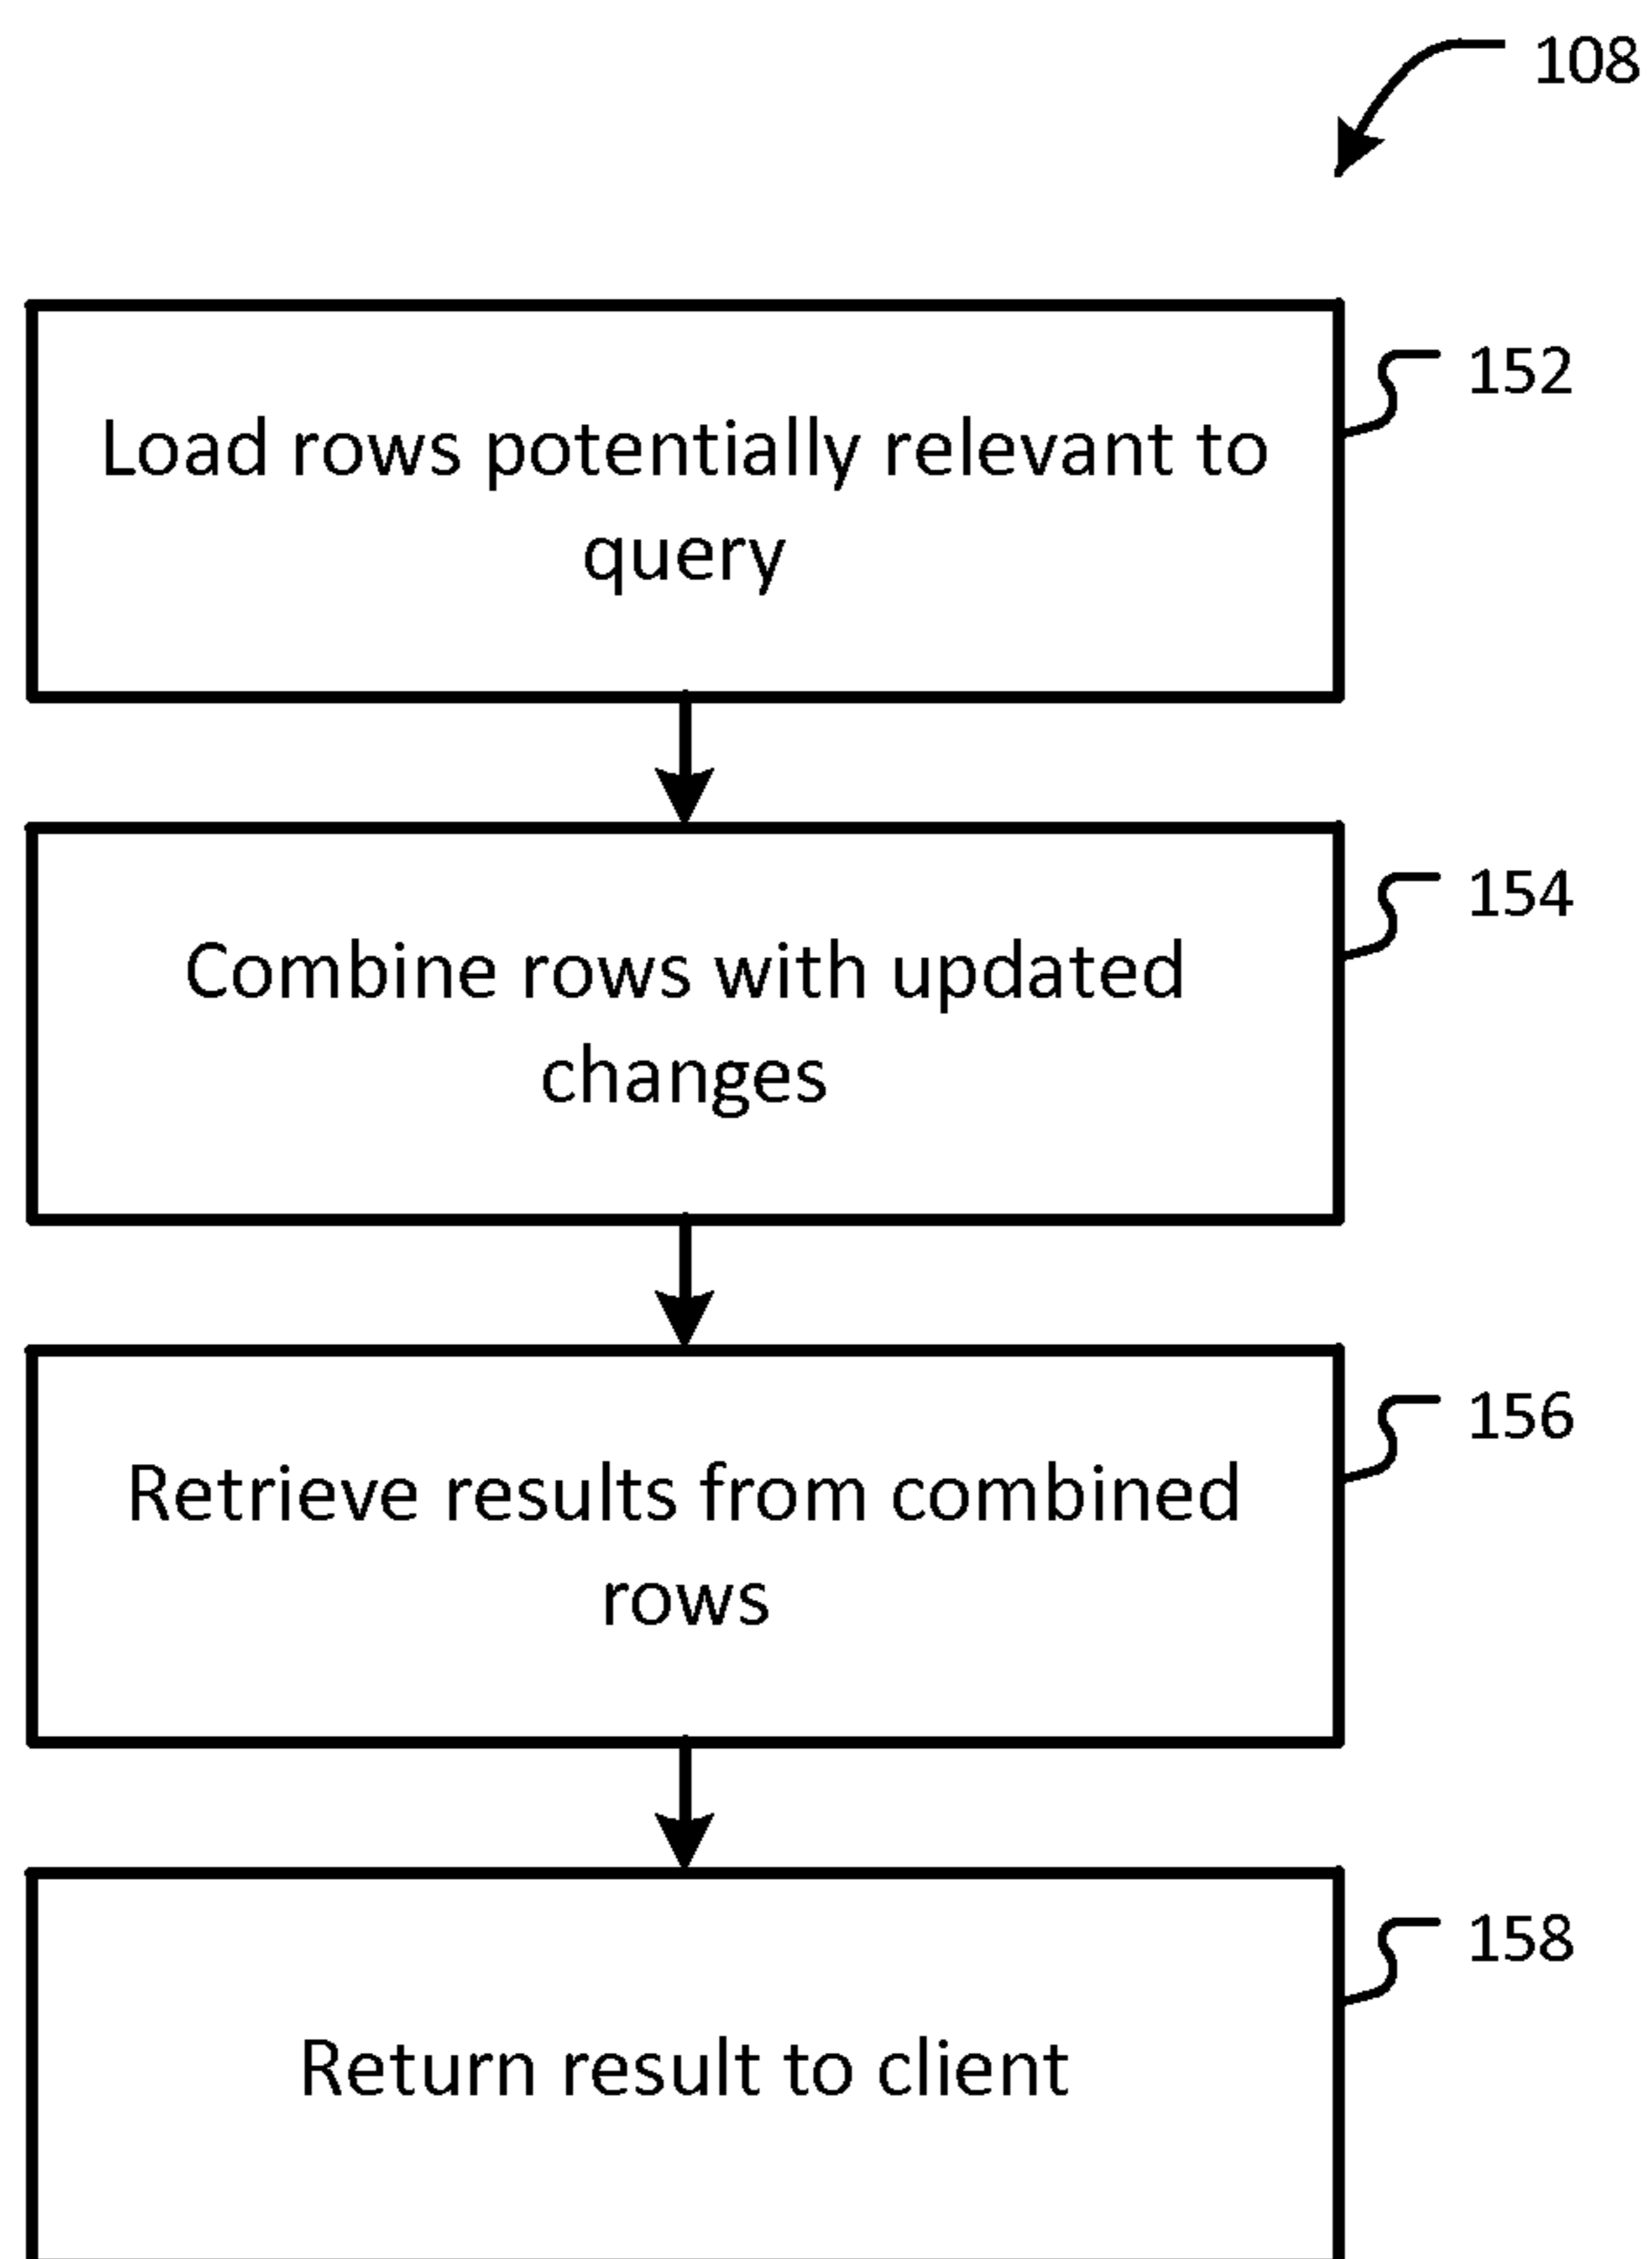 108
152
Load rows potentially relevant to
query
154
Combine rows with updated
changes
156
Retrieve results from combined
rows
158
Return result to client